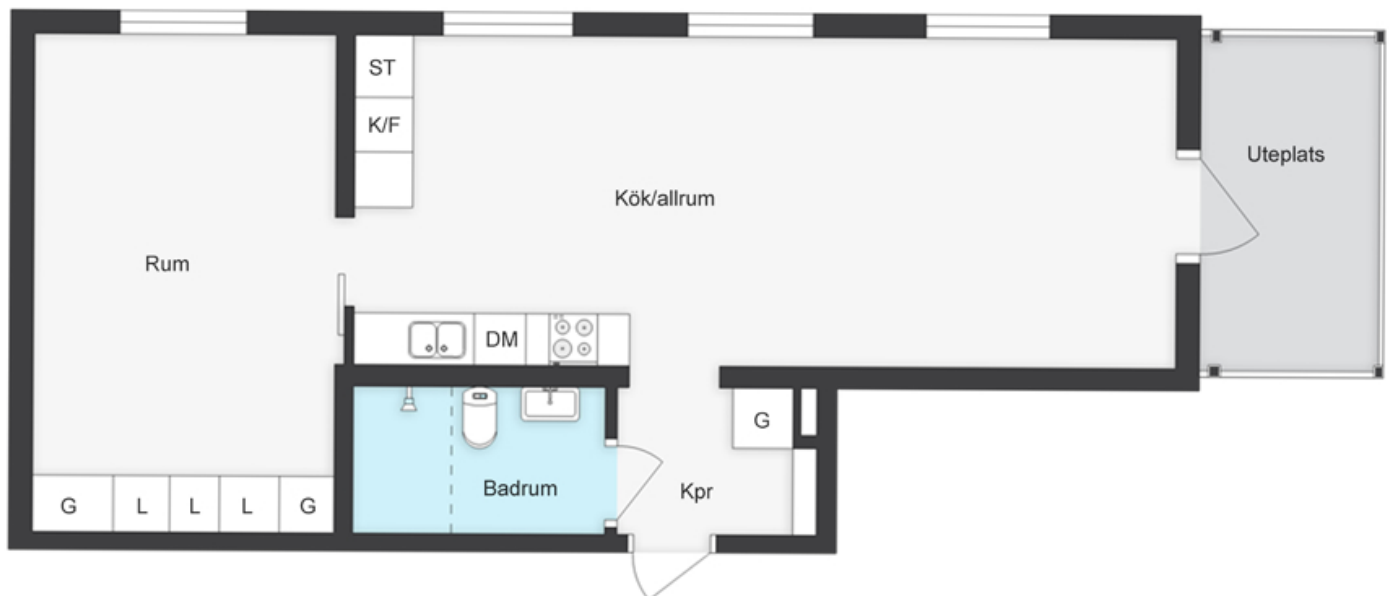 ST
K/F
Uteplats
Kök/allrum
Rum
DM
G
Badrum
Kpr
G L L L G